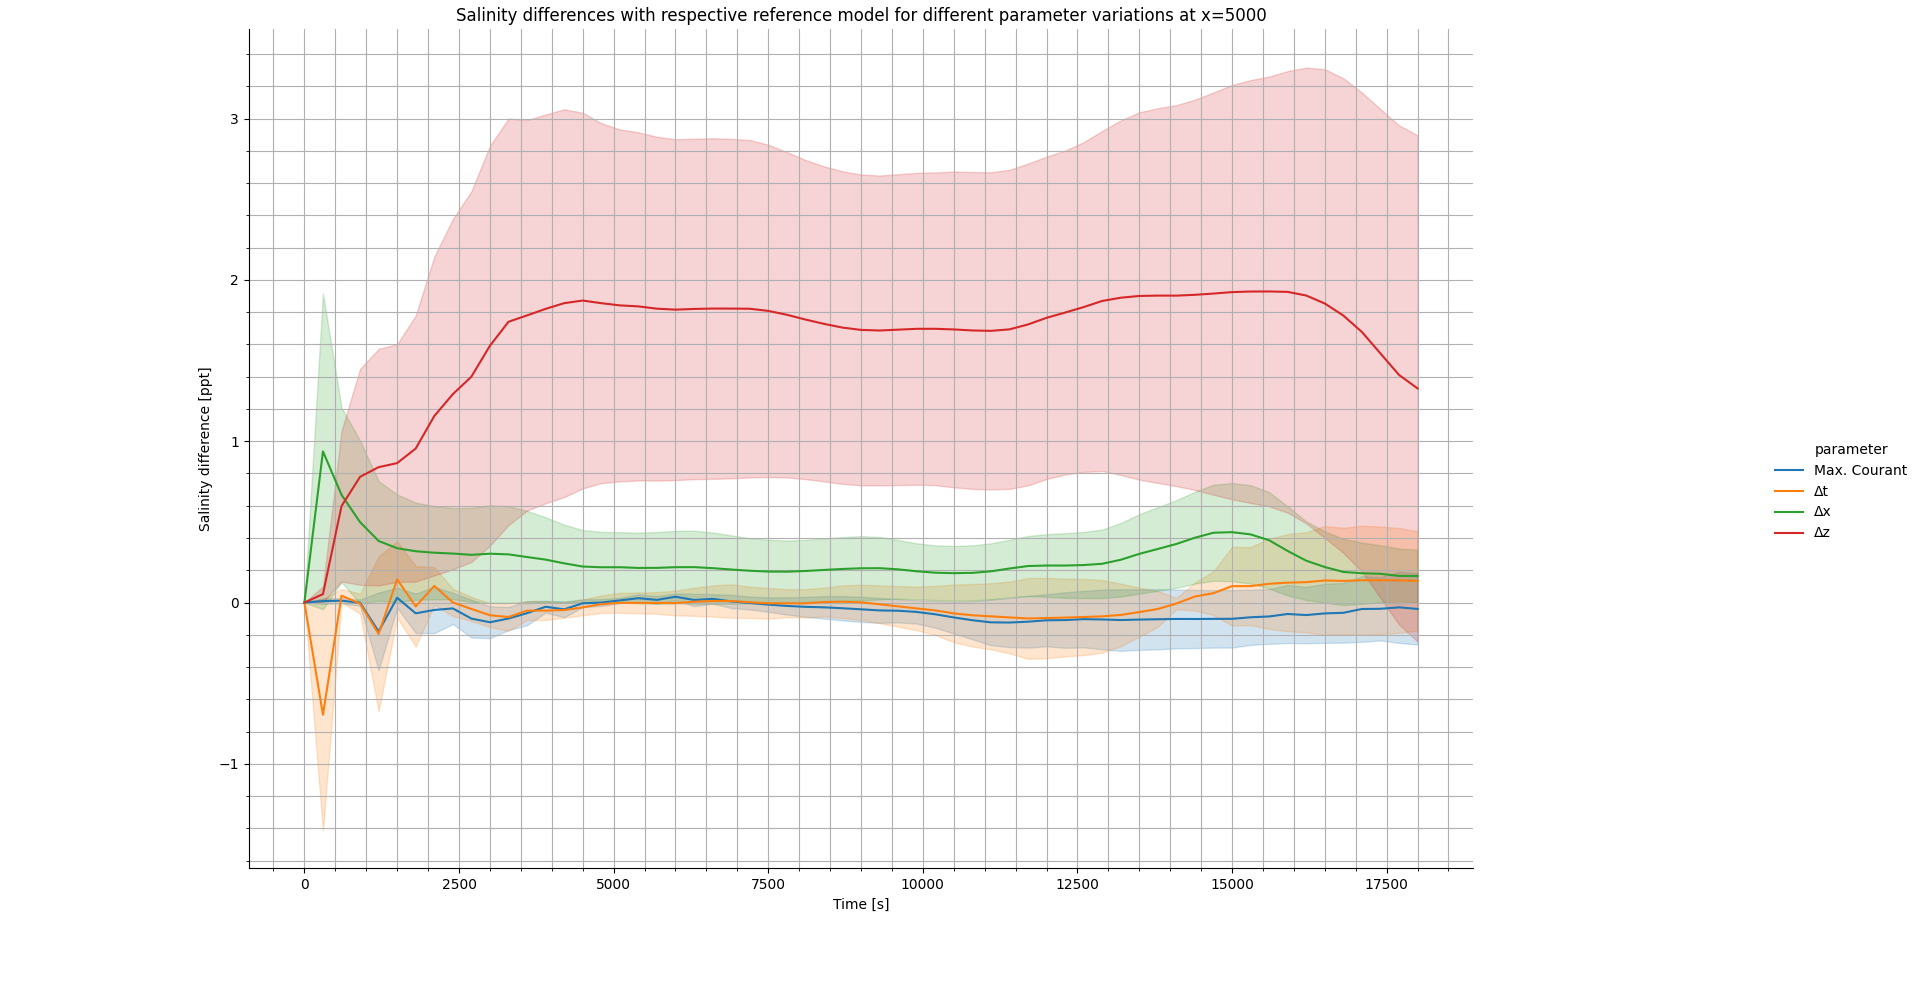 Salinity differences with respective reference model for different parameter variations at x=5000
3
2
1
0
−1
Salinity difference [ppt]
0 2500 5000 7500 10000 12500 15000 17500
Time [s]
parameter
Max. Courant
Δt
Δx
Δz